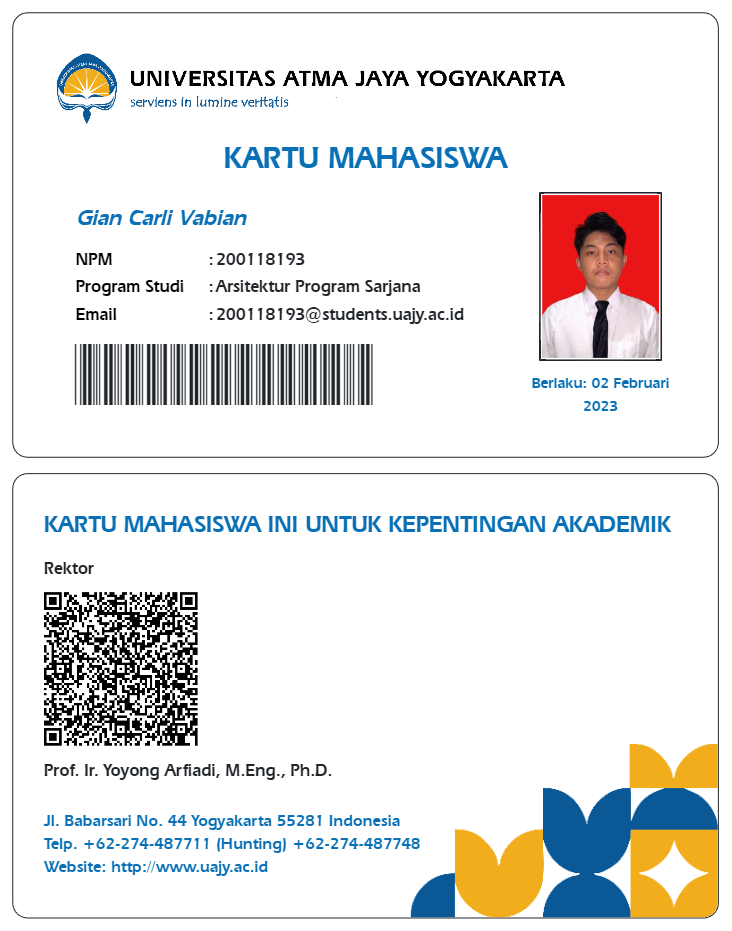 UNIVERSITAS ATMA JAYA YOGYAKARTA
serviens in lumine veritatis
KARTU MAHASISWA
Gian Carli Vabian
NPM : 200118193
Program Studi : Arsitektur Program Sarjana
Email : 200118193@students.uajy.ac.id
Berlaku: 02 Februari
2023
KARTU MAHASISWA INI UNTUK KEPENTINGAN AKADEMIK
Rektor
Prof. Ir. Yoyong Arfiadi, M.Eng., Ph.D.
Jl. Babarsari No. 44 Yogyakarta 55281 Indonesia
Telp. +62-274-487711 (Hunting) +62-274-487748
Website: http://www.uajy.ac.id